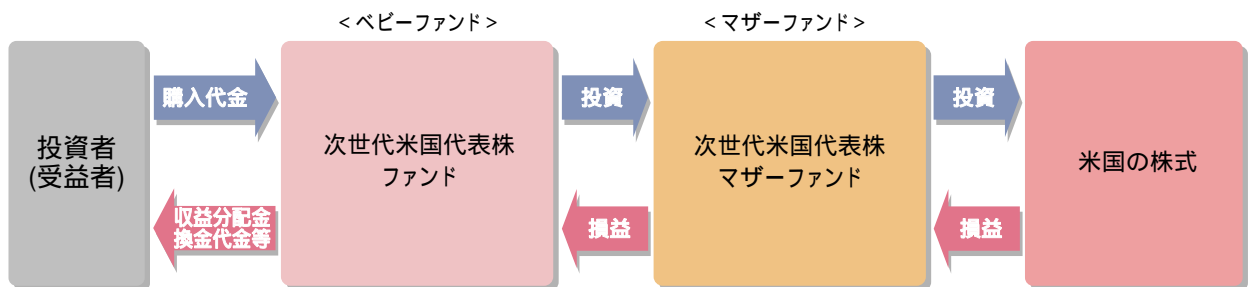 <ベビーファンド>
<マザーファンド>
投資者
(受益者)
購入代金
収益分配金
換金代金等
次世代米国代表株
ファンド
投資
損益
次世代米国代表株
マザーファンド
投資
損益
米国の株式